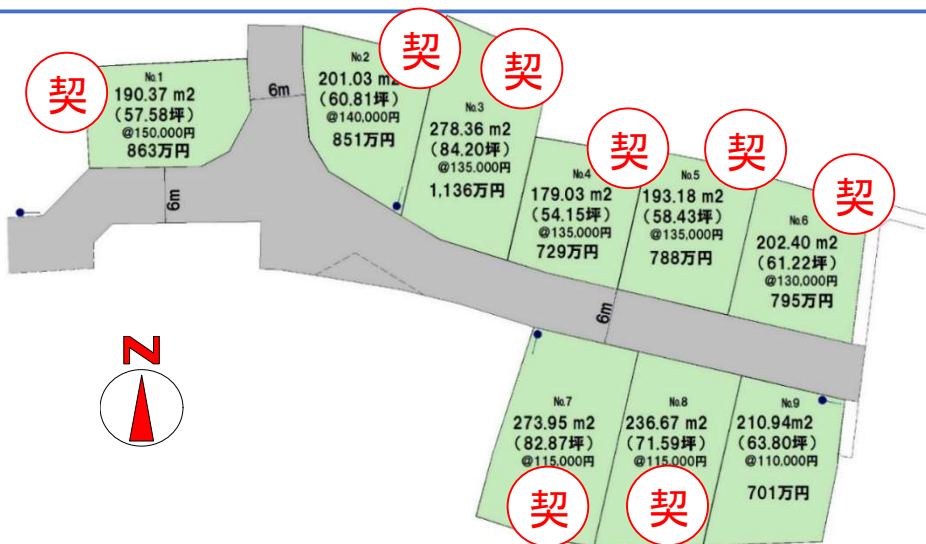 契
No.1
190.37 m2
(57.58坪)
@150,000円
863万円
6m
6m
No.2
201.03 m2
(60.81坪)
@140,000円
851万円
契
No.3
278.36 m2
(84.20坪)
@135,000円
1,136万円
契
No.4
179.03 m2
(54.15坪)
@135,000円
729万円
契
No.5
193.18 m2
(58.43坪)
@135,000円
788万円
契
No.6
202.40 m2
(61.22坪)
@130,000円
795万円
契
6m
N
No.7
273.95 m2
(82.87坪)
@115,000円
契
No.8
236.67 m2
(71.59坪)
@115,000円
契
No.9
210.94m2
(63.80坪)
@110,000円
701万円